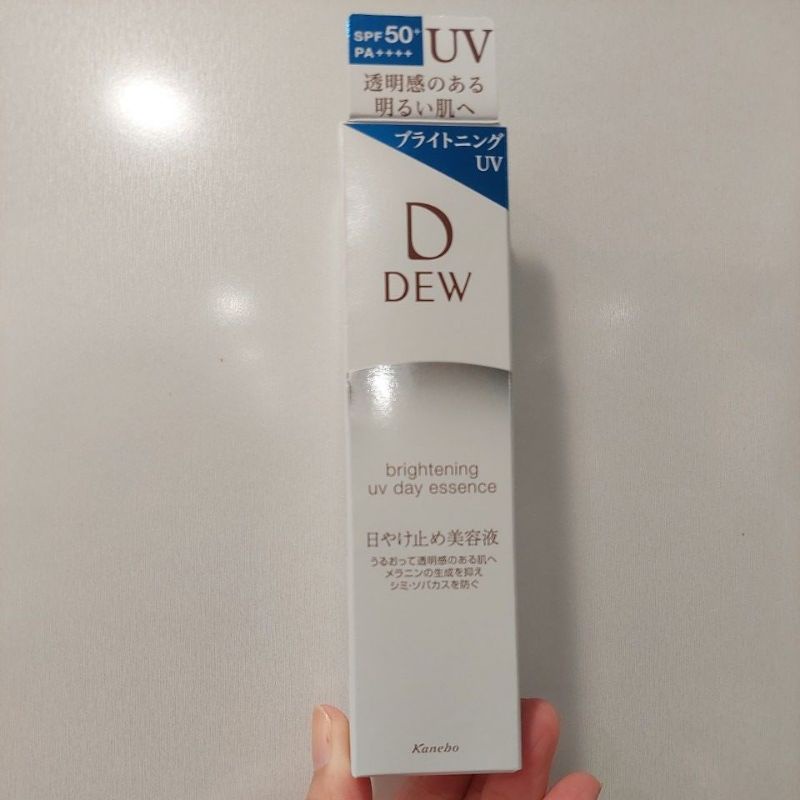 SPF 50+
PA++++
UV
透明感のある
明るい肌へ
ブライトニング
UV
D
DEW
brightening
uv day essence
日やけ止め美容液
うるおって透明感のある肌へ
メラニンの生成を抑え
シミ・ソバカスを防ぐ
Kanebo